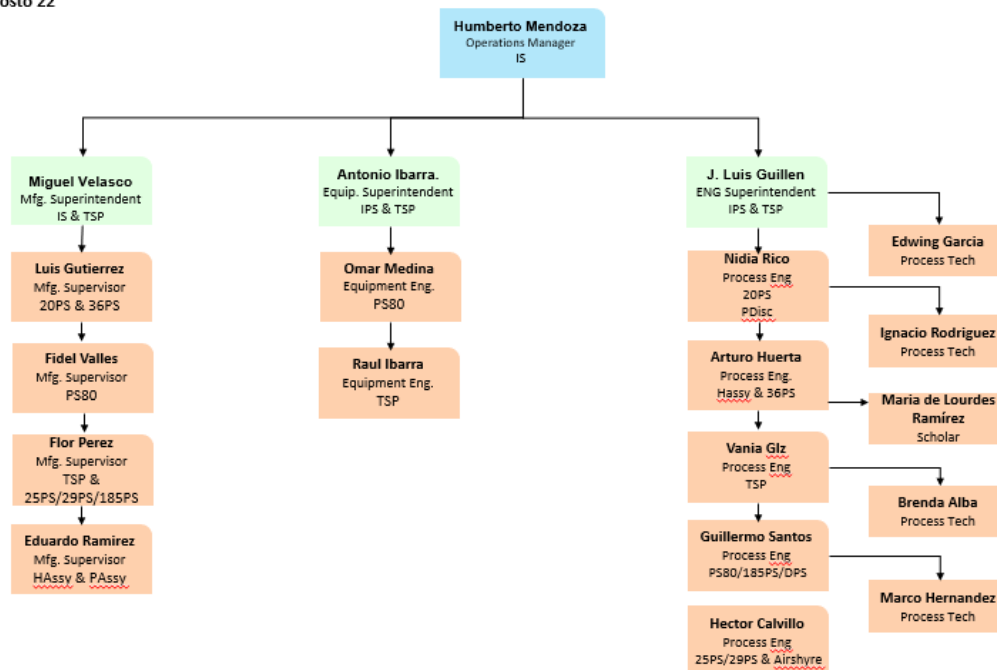 osto 22
Humberto Mendoza
Operations Manager
IS
Miguel Velasco
Mfg. Superintendent
IS & TSP
Luis Gutierrez
Mfg. Supervisor
20PS & 36PS
Fidel Valles
Mfg. Supervisor
PS80
Flor Perez
Mfg. Supervisor
TSP &
25PS/29PS/185PS
Eduardo Ramirez
Mfg. Supervisor
HAssy & PAssy
Antonio Ibarra.
Equip. Superintendent
IPS & TSP
Omar Medina
Equipment Eng.
PS80
Raul Ibarra
Equipment Eng.
TSP
J. Luis Guillen
ENG Superintendent
IPS & TSP
Nidia Rico
Process Eng
20PS
PDisc
Arturo Huerta
Process Eng.
Hassy & 36PS
Vania Glz
Process Eng
TSP
Guillermo Santos
Process Eng
PS80/185PS/DPS
Hector Calvillo
Process Eng
25PS/29PS & Airshyre
Edwing Garcia
Process Tech
Ignacio Rodriguez
Process Tech
Maria de Lourdes
Ramírez
Scholar
Brenda Alba
Process Tech
Marco Hernandez
Process Tech